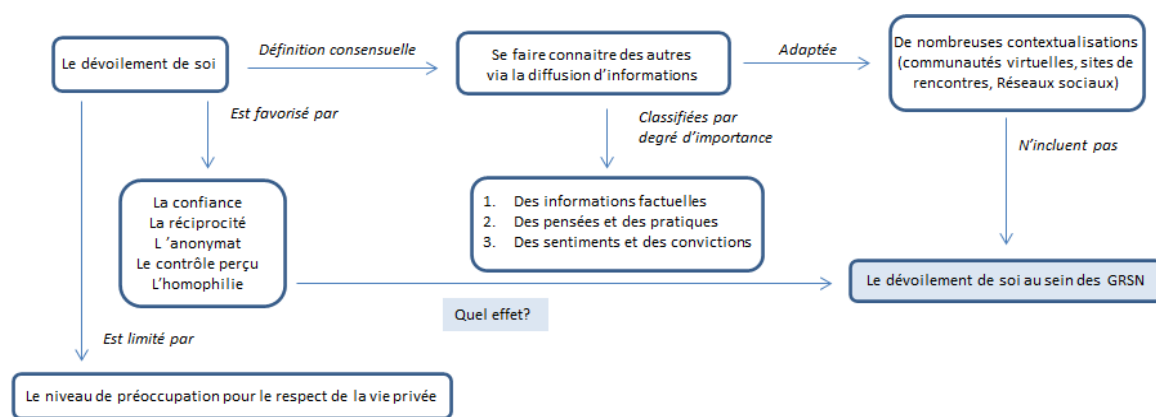 Le dévoilement de soi
Définition consensuelle
Se faire connaitre des autres
via la diffusion d'informations
Adaptée
De nombreuses contextualisations
(communautés virtuelles, sites de
rencontres, Réseaux sociaux)
Est favorisé par
Classifiées par
degré d'importance
N'incluent pas
La confiance
La réciprocité
L 'anonymat
Le contrôle perçu
L'homophilie
1. Des informations factuelles
2. Des pensées et des pratiques
3. Des sentiments et des convictions
Le dévoilement de soi au sein des GRSN
Quel effet?
Est limité par
Le niveau de préoccupation pour le respect de la vie privée